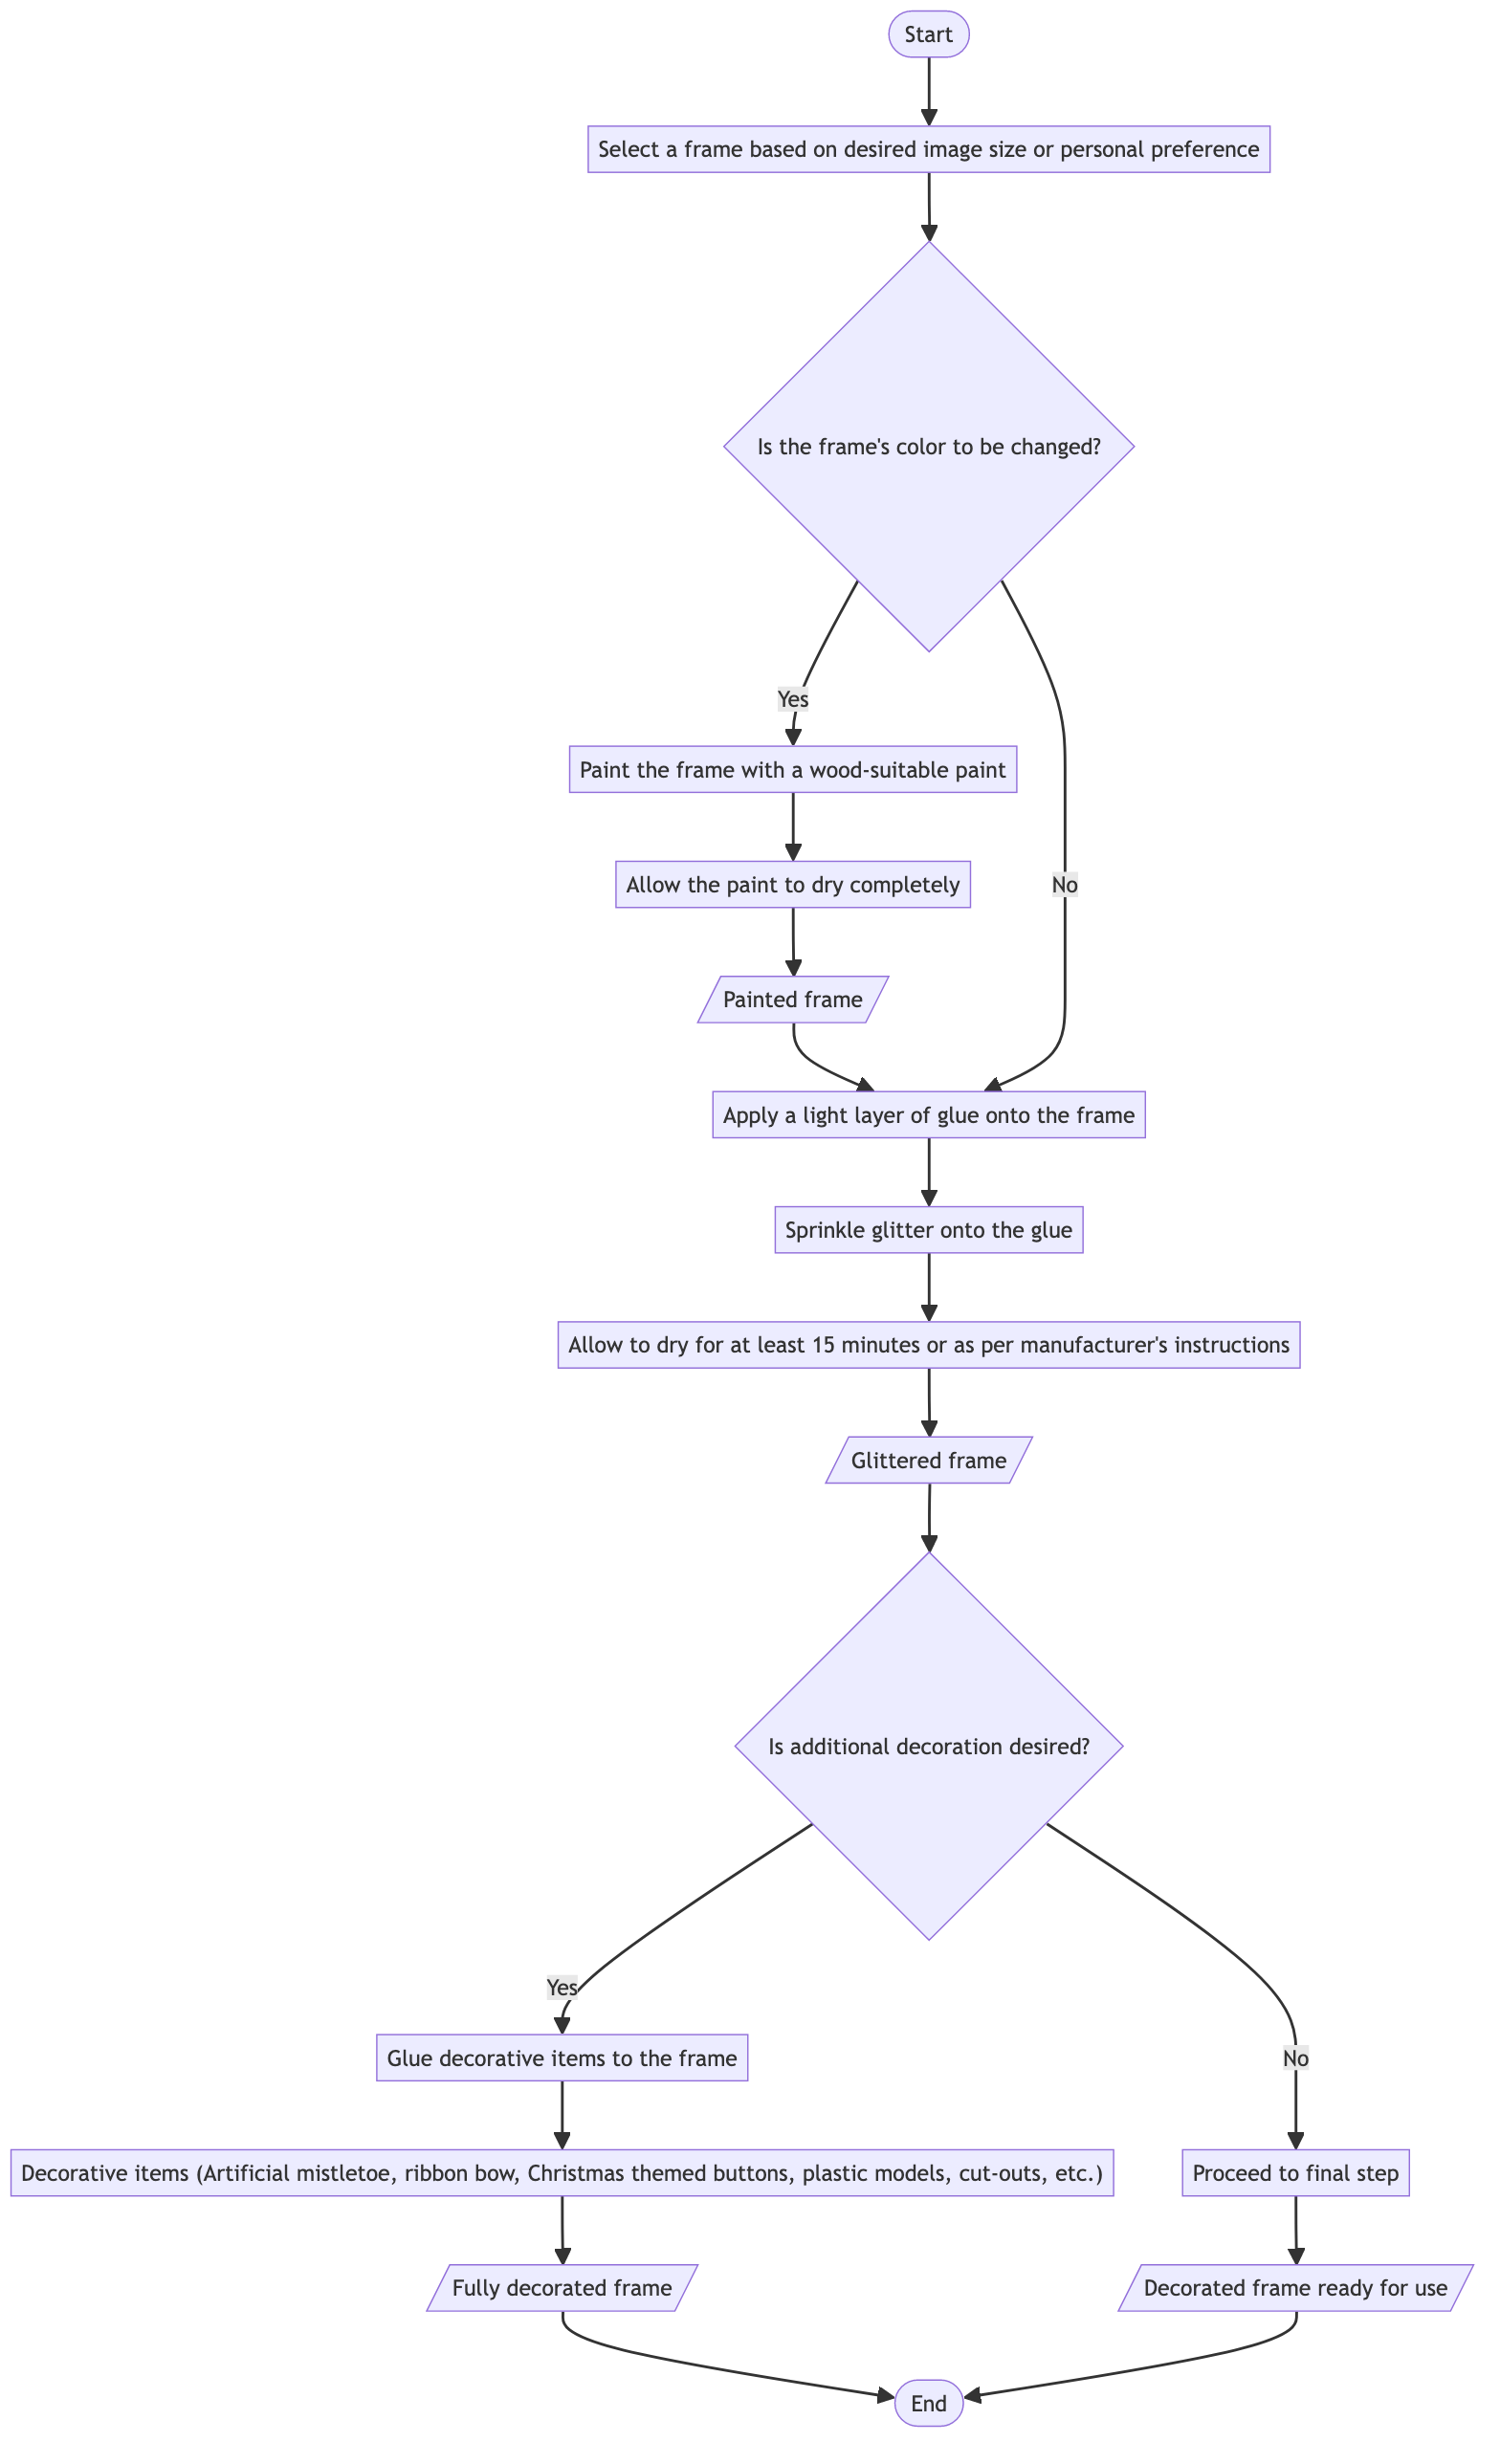 Start
Select a frame based on desired image size or personal preference
Is the frame's color to be changed?
Yes
Paint the frame with a wood-suitable paint
Allow the paint to dry completely
No
Painted frame
Apply a light layer of glue onto the frame
Sprinkle glitter onto the glue
Allow to dry for at least 15 minutes or as per manufacturer's instructions
Glittered frame
Is additional decoration desired?
Yes
Glue decorative items to the frame
No
Decorative items (Artificial mistletoe, ribbon bow, Christmas themed buttons, plastic models, cut-outs, etc.)
Proceed to final step
Fully decorated frame
Decorated frame ready for use
End